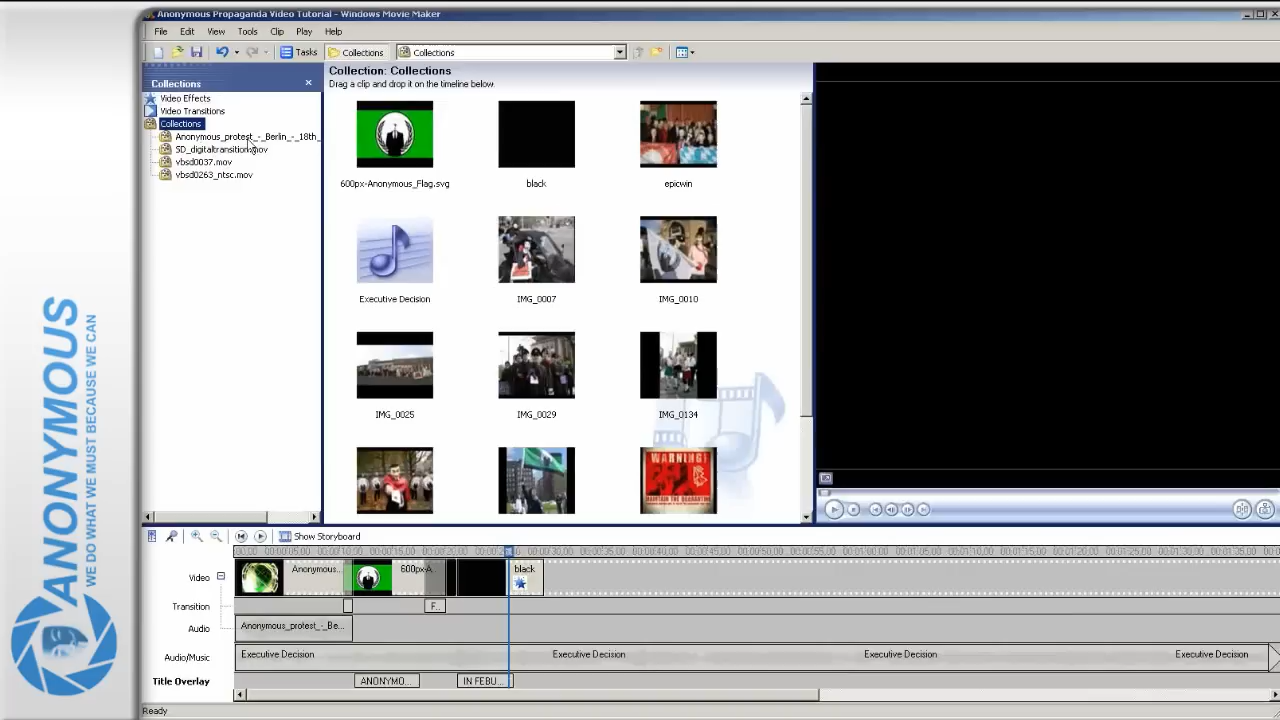 Anonymous Propaganda Video Tutorial - Windows Movie Maker
File Edit View Tools Clip Play Help
Tasks Collections Collections
Collections
Video Effects
Video Transitions
Collections
Anonymous_protest_-_Berlin_-_18th_
SD_digitaltransition.mov
vbsd0037.mov
vbsd0263_ntsc.mov
Collection: Collections
Drag a clip and drop it on the timeline below.
600px-Anonymous_Flag.svg
black
epicwin
Executive Decision
IMG_0007
IMG_0010
IMG_0025
IMG_0029
IMG_0134
WARNING!
MAINTAIN THE QUARANTINE
Show Storyboard
Video
Anonymous...
600px-A
black
Transition
F..
Audio
Anonymous_protest_-_Be...
Audio/Music
Executive Decision Executive Decision Executive Decision Executive Decision
Title Overlay
ANONYMO...
IN FEBU...
Ready
ANONYMOUS
WE DO WHAT WE MUST BECAUSE WE CAN